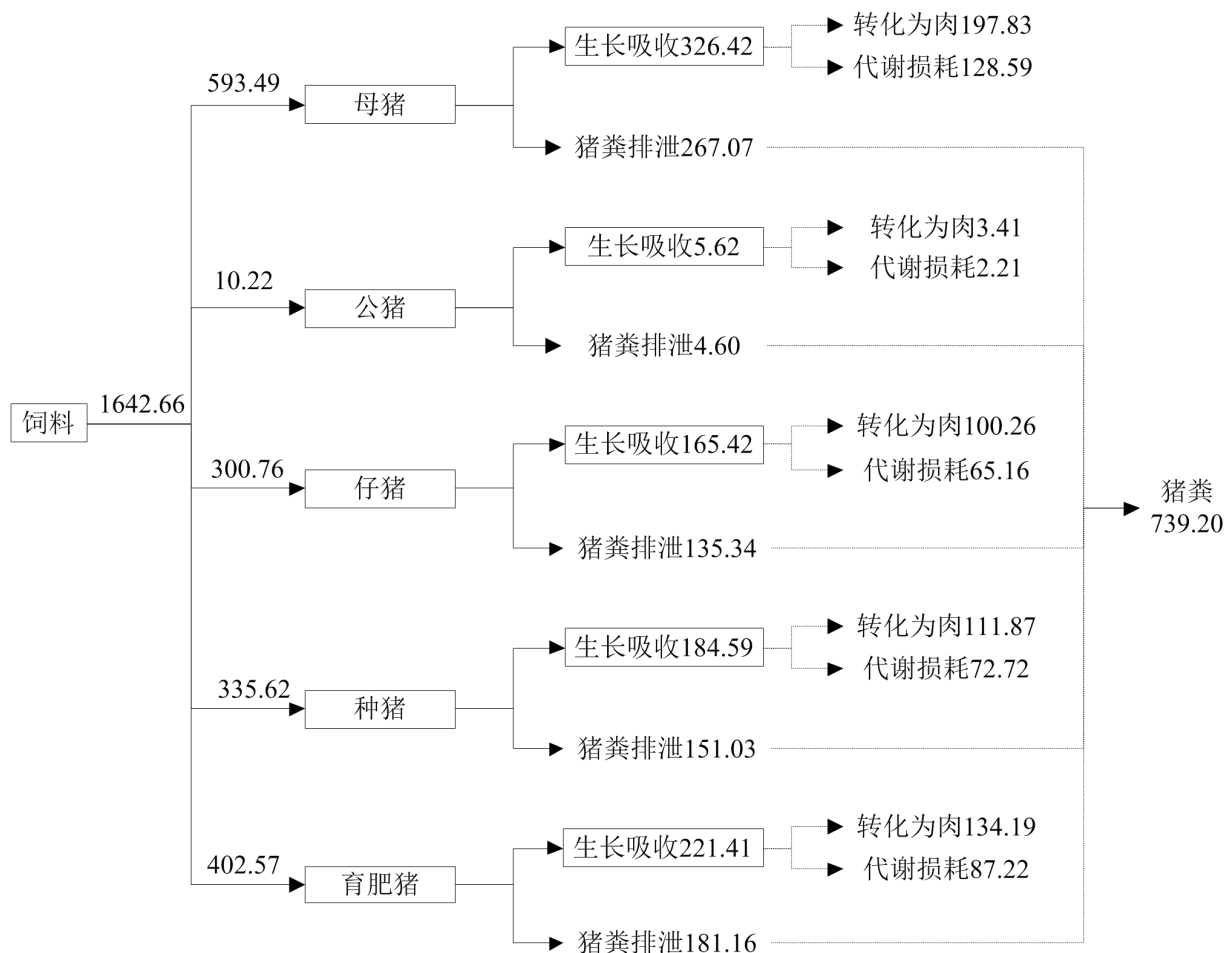 饲料
1642.66
593.49
母猪
生长吸收326.42
转化为肉197.83
代谢损耗128.59
猪粪排泄267.07
10.22
公猪
生长吸收5.62
转化为肉3.41
代谢损耗2.21
猪粪排泄4.60
300.76
仔猪
生长吸收165.42
转化为肉100.26
代谢损耗65.16
猪粪排泄135.34
335.62
种猪
生长吸收184.59
转化为肉111.87
代谢损耗72.72
猪粪排泄151.03
402.57
育肥猪
生长吸收221.41
转化为肉134.19
代谢损耗87.22
猪粪排泄181.16
猪粪
739.20